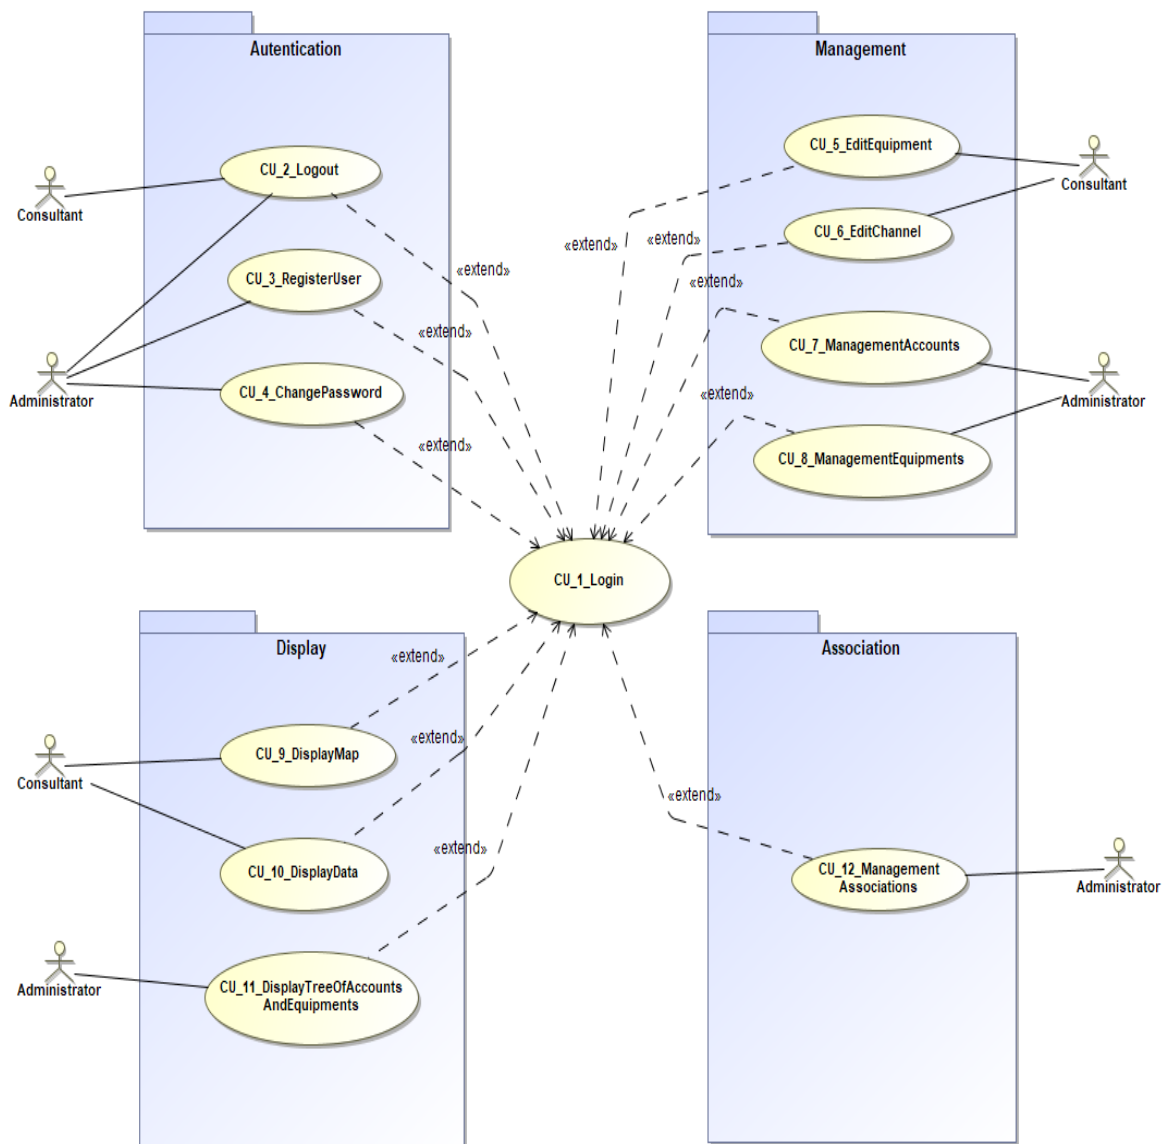 Autentication
CU_2_Logout
Consultant
«extend»
CU_3_RegisterUser
«extend»
Administrator
CU_4_ChangePassword
«extend»
Management
CU_5_EditEquipment
Consultant
«extend»
CU_6_EditChannel
«extend»
«extend»
CU_7_ManagementAccounts
Administrator
«extend»
CU_8_ManagementEquipments
CU_1_Login
Display
«extend»
CU_9_DisplayMap
Consultant
«extend»
CU_10_DisplayData
«extend»
CU_11_DisplayTreeOfAccounts
AndEquipments
Administrator
Association
«extend»
CU_12_Management
Associations
Administrator